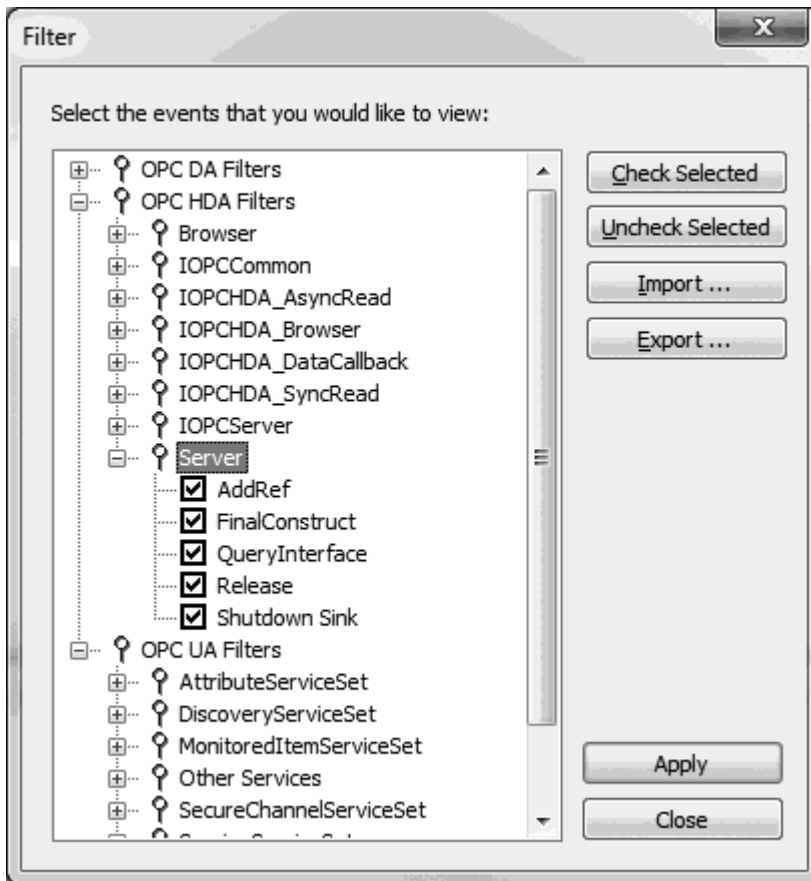 Filter
Select the events that you would like to view:
OPC DA Filters
OPC HDA Filters
Browser
IOPCCommon
IOPCHDA_AsyncRead
IOPCHDA_Browser
IOPCHDA_DataCallback
IOPCHDA_SyncRead
IOPCServer
Server
AddRef
FinalConstruct
QueryInterface
Release
Shutdown Sink
OPC UA Filters
AttributeServiceSet
DiscoveryServiceSet
MonitoredItemServiceSet
Other Services
SecureChannelServiceSet
Check Selected
Uncheck Selected
Import ...
Export ...
Apply
Close